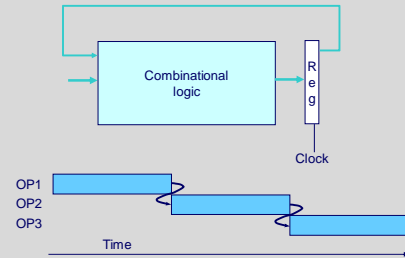 Combinational
logic
R
e
g
Clock
OP1
OP2
OP3
Time